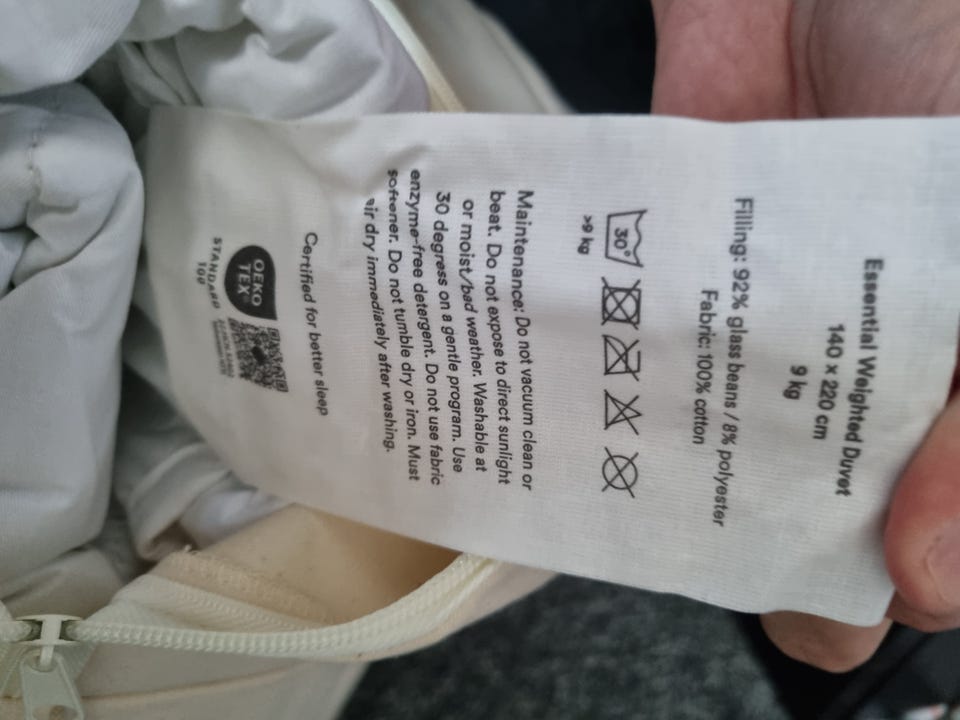 Essential Weighted Duvet
140 x 220 cm
9 kg
Filling: 92% glass beans / 8% polyester
Fabric: 100% cotton
30°
>9 kg
Maintenance: Do not vacuum clean or
beat. Do not expose to direct sunlight
or moist/bad weather. Washable at
30 degress on a gentle program. Use
enzyme-free detergent. Do not use fabric
softener. Do not tumble dry or iron. Must
air dry immediately after washing.
Certified for better sleep
OEKO
TEX®
STANDARD
100